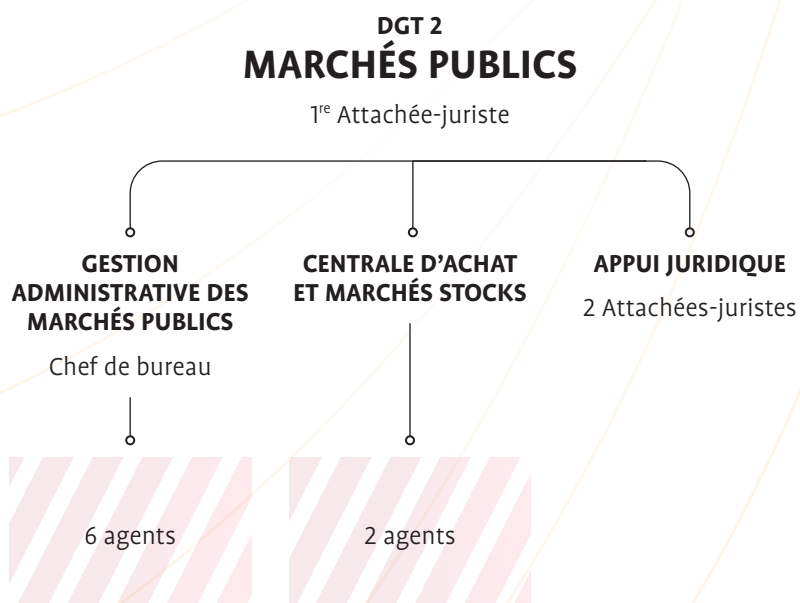 DGT 2
MARCHÉS PUBLICS
1re Attachée-juriste
GESTION
ADMINISTRATIVE DES
MARCHÉS PUBLICS
Chef de bureau
6 agents
CENTRALE D’ACHAT
ET MARCHÉS STOCKS
2 agents
APPUI JURIDIQUE
2 Attachées-juristes